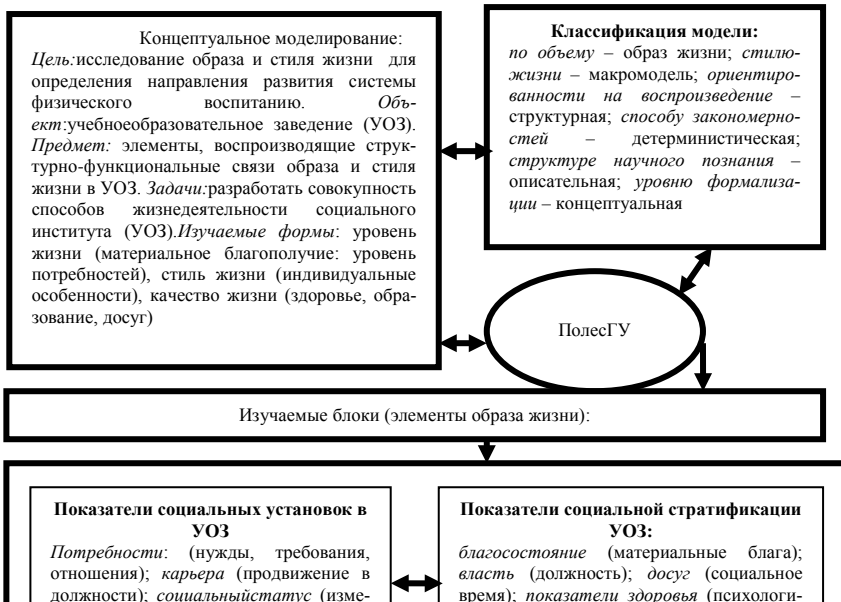 Концептуальное моделирование:
Цель:исследование образа и стиля жизни для
определения направления развития системы
физического воспитанию. Объ-
ект:учебноеобразовательное заведение (УОЗ).
Предмет: элементы, воспроизводящие струк-
турно-функциональные связи образа и стиля
жизни в УОЗ. Задачи:разработать совокупность
способов жизнедеятельности социального
института (УОЗ).Изучаемые формы: уровень
жизни (материальное благополучие: уровень
потребностей), стиль жизни (индивидуальные
особенности), качество жизни (здоровье, обра-
зование, досуг)
Классификация модели:
по объему – образ жизни; стилю-
жизни – макромодель; ориентиро-
ванности на воспроизведение –
структурная; способу закономерно-
стей – детерминистическая;
структуре научного познания –
описательная; уровню формализа-
ции – концептуальная
ПолесГУ
Изучаемые блоки (элементы образа жизни):
Показатели социальных установок в
УОЗ
Потребности: (нужды, требования,
отношения); карьера (продвижение в
должности); социальныйстатус (изме-
Показатели социальной стратификации
УОЗ:
благосостояние (материальные блага);
власть (должность); досуг (социальное
время); показатели здоровья (психологи-